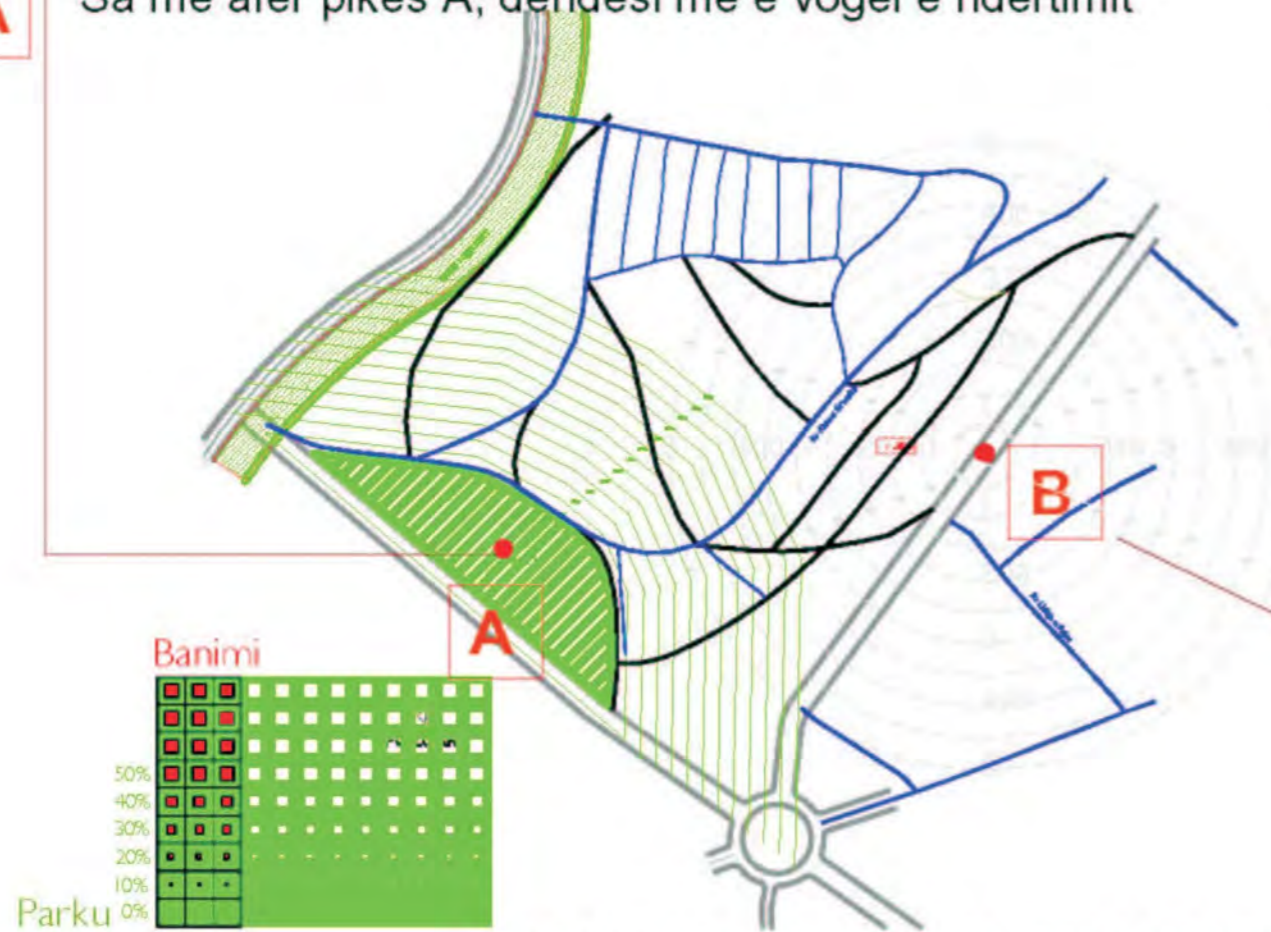 A
Sa më afër pikës A, dendësi më e vogël e ndërtimit
B
A
Banimi
50%
40%
30%
20%
10%
Parku 0%